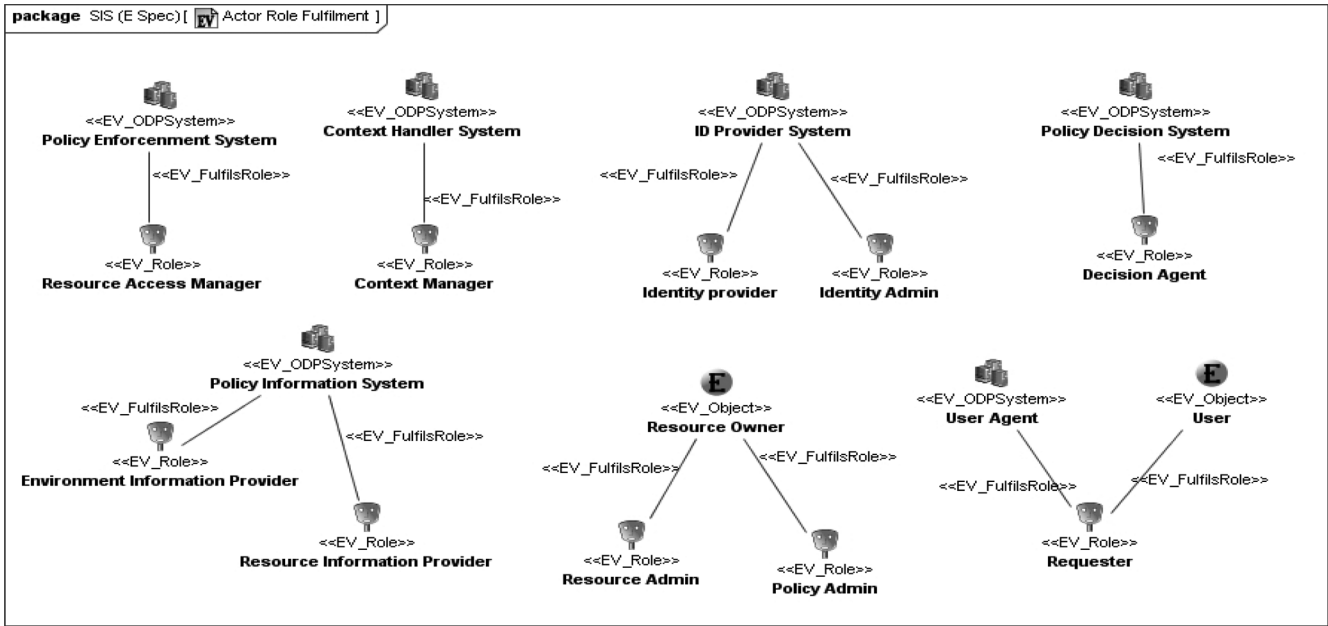 package SIS (E Spec) [ EV Actor Role Fulfilment ]
<<EV_ODPSystem>>
Policy Enforcenment System
<<EV_FulfilsRole>>
<<EV_Role>>
Resource Access Manager
<<EV_ODPSystem>>
Context Handler System
<<EV_FulfilsRole>>
<<EV_Role>>
Context Manager
<<EV_ODPSystem>>
ID Provider System
<<EV_FulfilsRole>>
<<EV_FulfilsRole>>
<<EV_Role>>
Identity provider
<<EV_Role>>
Identity Admin
<<EV_ODPSystem>>
Policy Decision System
<<EV_FulfilsRole>>
<<EV_Role>>
Decision Agent
<<EV_ODPSystem>>
Policy Information System
<<EV_FulfilsRole>>
<<EV_FulfilsRole>>
<<EV_Role>>
Environment Information Provider
<<EV_Role>>
Resource Information Provider
E
<<EV_Object>>
Resource Owner
<<EV_FulfilsRole>>
<<EV_FulfilsRole>>
<<EV_Role>>
Resource Admin
<<EV_Role>>
Policy Admin
<<EV_ODPSystem>>
User Agent
E
<<EV_Object>>
User
<<EV_FulfilsRole>>
<<EV_FulfilsRole>>
<<EV_Role>>
Requester